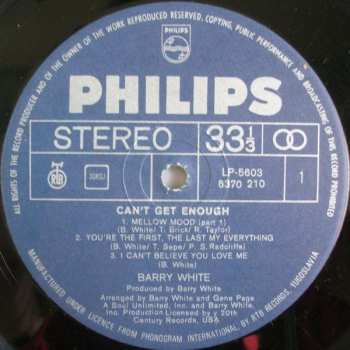 ALL RIGHTS OF THE RECORD PRODUCER AND OF THE OWNER OF THE WORK REPRODUCED RESERVED. COPYING, PUBLIC PERFORMANCE AND BROADCASTING OF THIS RECORD PROHIBITED
PHILIPS
PHILIPS
STEREO 33 1/3
RTB SOKOJ LP-5603 1
6370 210
CAN'T GET ENOUGH
1. MELLOW MOOD (part 1)
(B. White/ T. Brick/ R. Taylor)
2. YOU'RE THE FIRST, THE LAST MY EVERYTHING
(B. White/ T. Sepe/ P. S. Radcliffe)
3. I CAN'T BELIEVE YOU LOVE ME
(B. White)
BARRY WHITE
Produced by Barry White
Arranged by Barry White and Gene Page
A Soul Unlimited, Inc. and Barry White,
Inc. Production Licensed by 20th
Century Records, USA
MANUFACTURED UNDER LICENCE FROM PHONOGRAM INTERNATIONAL BY RTB RECORDS, YUGOSLAVIA